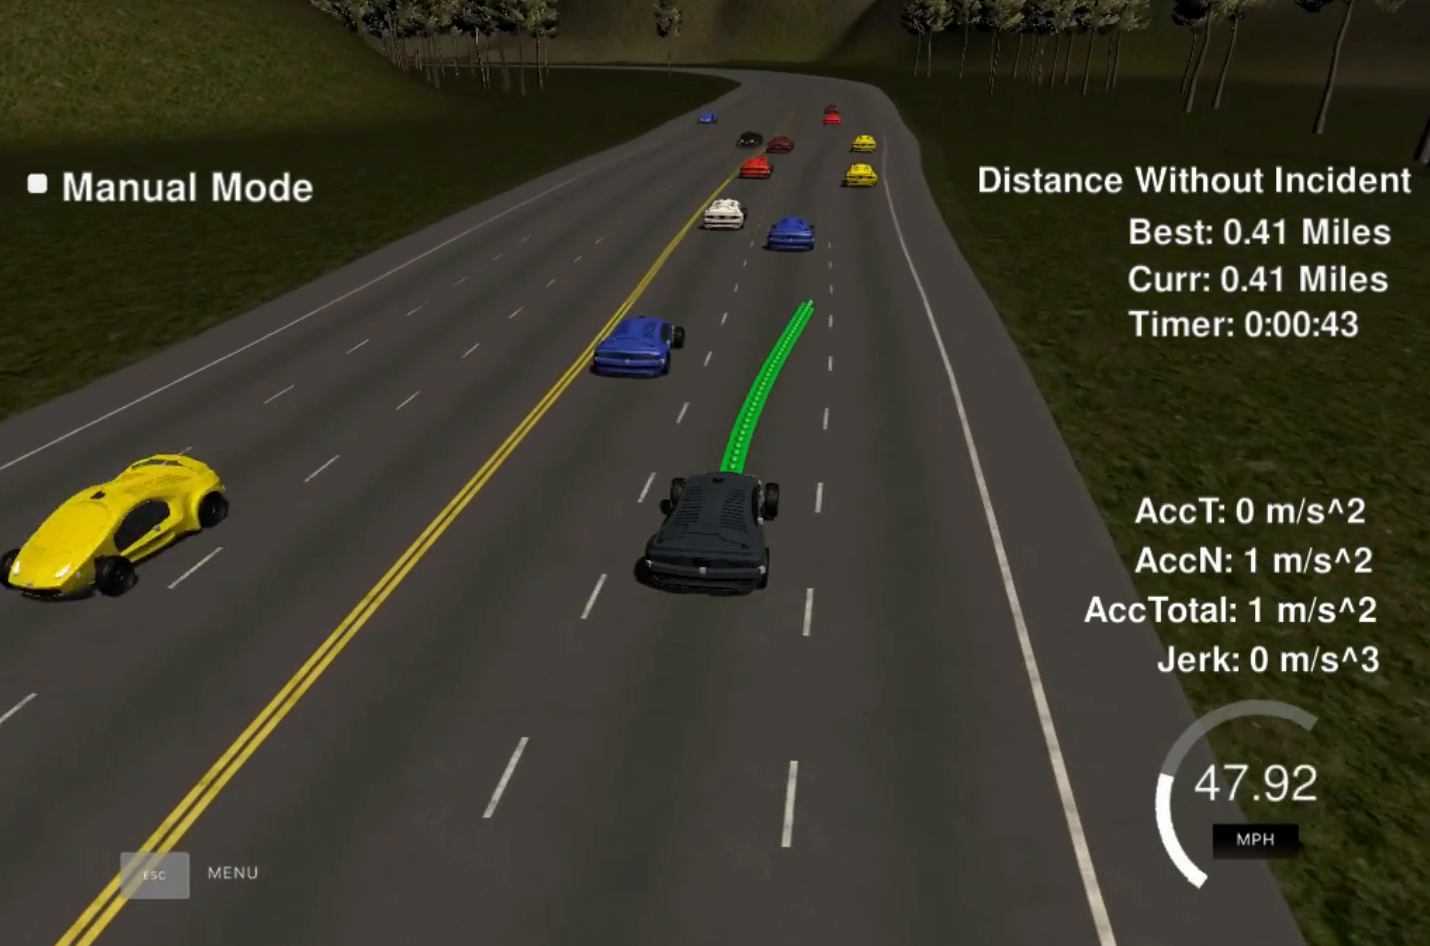 Manual Mode
Distance Without Incident
Best: 0.41 Miles
Curr: 0.41 Miles
Timer: 0:00:43
AccT: 0 m/s^2
AccN: 1 m/s^2
AccTotal: 1 m/s^2
Jerk: 0 m/s^3
47.92
MPH
ESC MENU